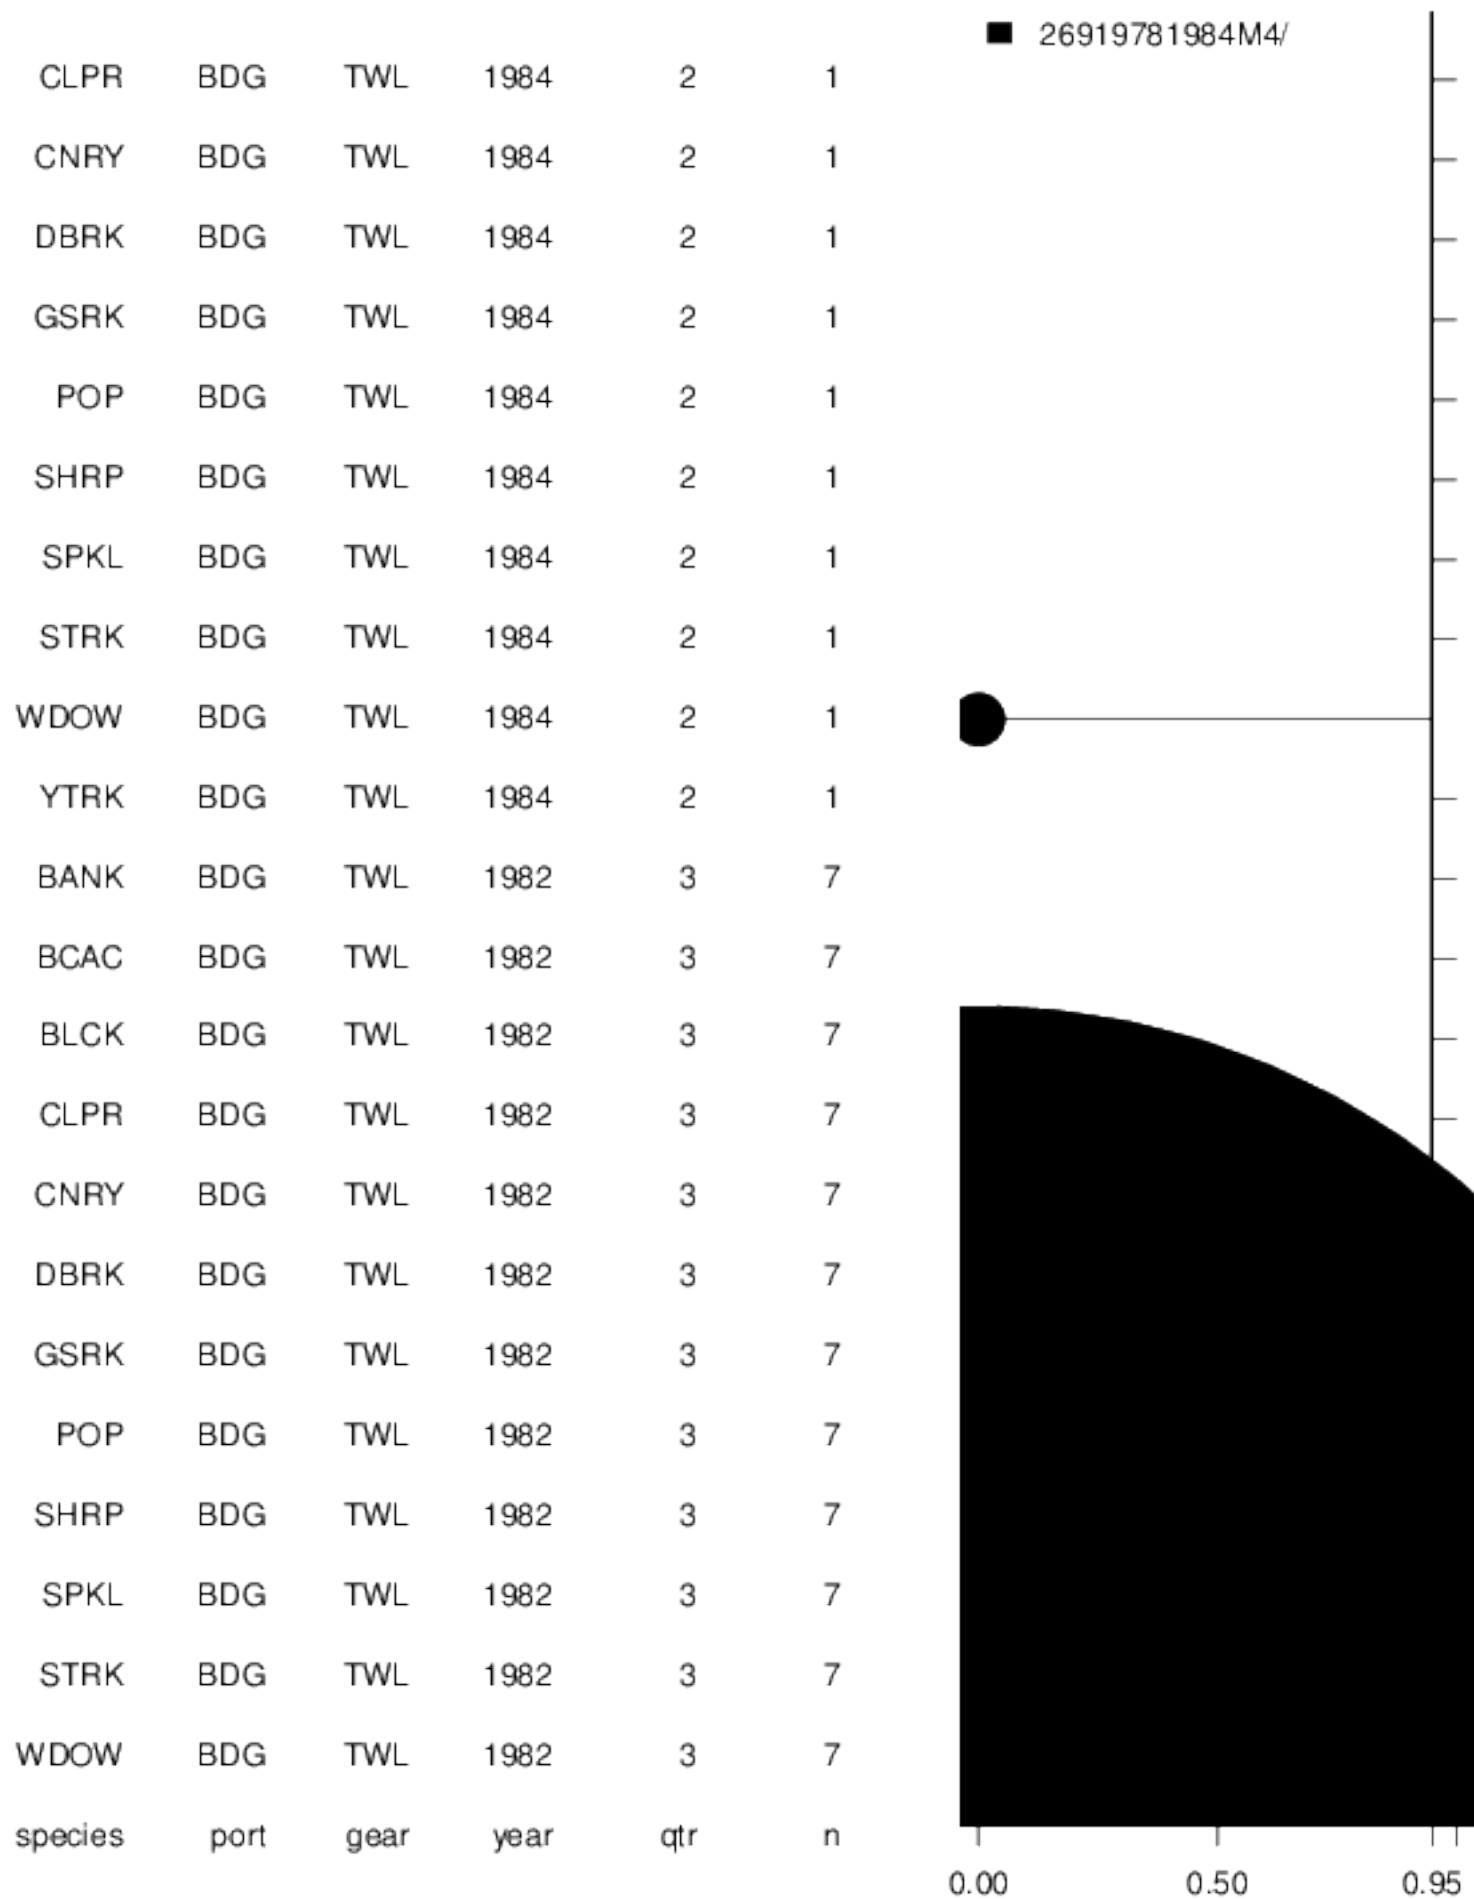 26919781984M4/
CLPR BDG TWL 1984 2 1
CNRY BDG TWL 1984 2 1
DBRK BDG TWL 1984 2 1
GSRK BDG TWL 1984 2 1
POP BDG TWL 1984 2 1
SHRP BDG TWL 1984 2 1
SPKL BDG TWL 1984 2 1
STRK BDG TWL 1984 2 1
WDOW BDG TWL 1984 2 1
YTRK BDG TWL 1984 2 1
BANK BDG TWL 1982 3 7
BCAC BDG TWL 1982 3 7
BLCK BDG TWL 1982 3 7
CLPR BDG TWL 1982 3 7
CNRY BDG TWL 1982 3 7
DBRK BDG TWL 1982 3 7
GSRK BDG TWL 1982 3 7
POP BDG TWL 1982 3 7
SHRP BDG TWL 1982 3 7
SPKL BDG TWL 1982 3 7
STRK BDG TWL 1982 3 7
WDOW BDG TWL 1982 3 7
species port gear year qtr n
0.00 0.50 0.95